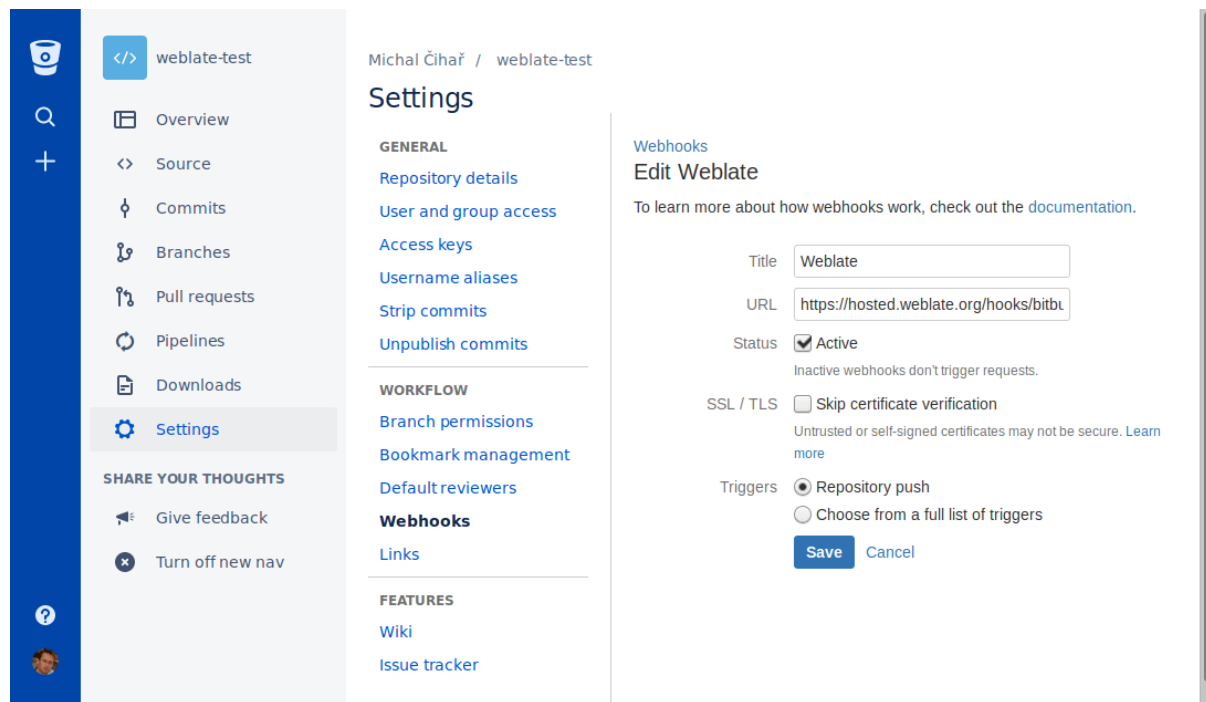 weblate-test
Overview
Source
Commits
Branches
Pull requests
Pipelines
Downloads
Settings
SHARE YOUR THOUGHTS
Give feedback
Turn off new nav
Michal Čihař / weblate-test
Settings
GENERAL
Repository details
User and group access
Access keys
Username aliases
Strip commits
Unpublish commits
WORKFLOW
Branch permissions
Bookmark management
Default reviewers
Webhooks
Links
FEATURES
Wiki
Issue tracker
Webhooks
Edit Weblate
To learn more about how webhooks work, check out the documentation.
Title Weblate
URL https://hosted.weblate.org/hooks/bitbu
Status Active
Inactive webhooks don't trigger requests.
SSL / TLS Skip certificate verification
Untrusted or self-signed certificates may not be secure. Learn
more
Triggers Repository push
Choose from a full list of triggers
Save Cancel